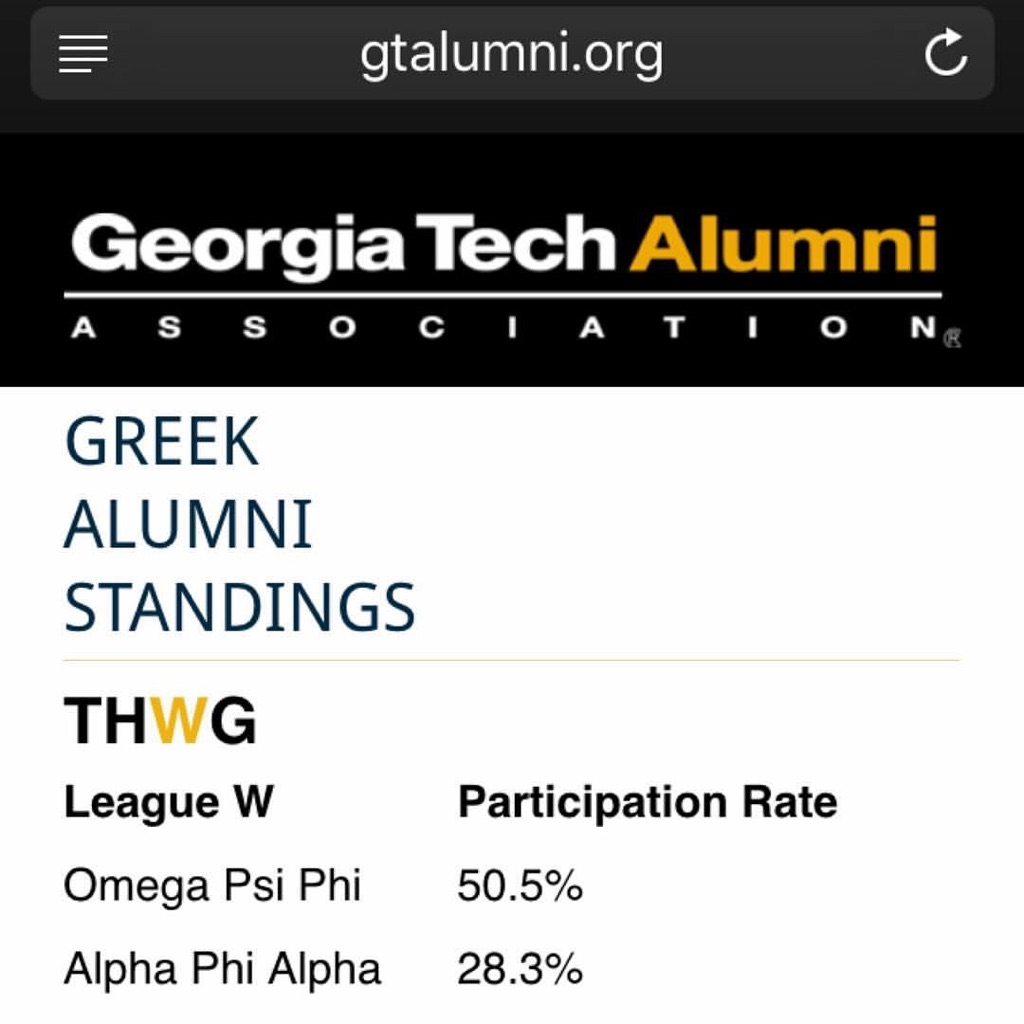 gtalumni.org
Georgia Tech Alumni
ASSOCIATION®
GREEK
ALUMNI
STANDINGS
THWG
League W Participation Rate
Omega Psi Phi 50.5%
Alpha Phi Alpha 28.3%